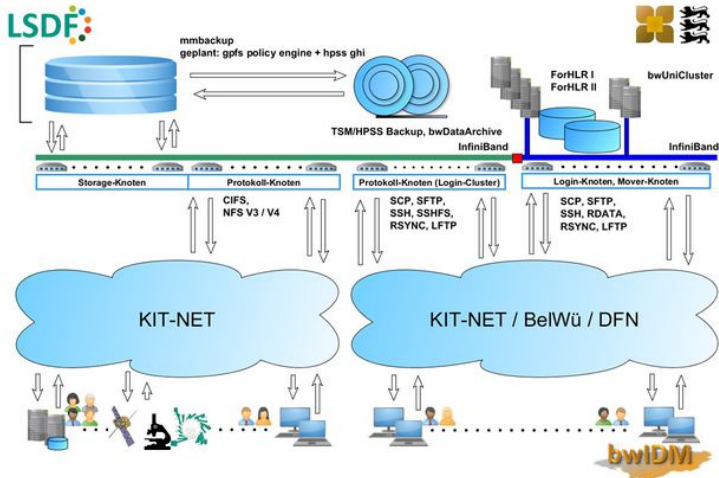 LSDF
mmbackup
geplant: gpfs policy engine + hpss ghi
ForHLR I
ForHLR II
bwUniCluster
TSM/HPSS Backup, bwDataArchive
InfiniBand
InfiniBand
Storage-Knoten
Protokoll-Knoten
Protokoll-Knoten (Login-Cluster)
Login-Knoten, Mover-Knoten
CIFS,
NFS V3 / V4
SCP, SFTP,
SSH, SSHFS,
RSYNC, LFTP
SCP, SFTP,
SSH, RDATA,
RSYNC, LFTP
KIT-NET
KIT-NET / BelWü / DFN
bwIDM